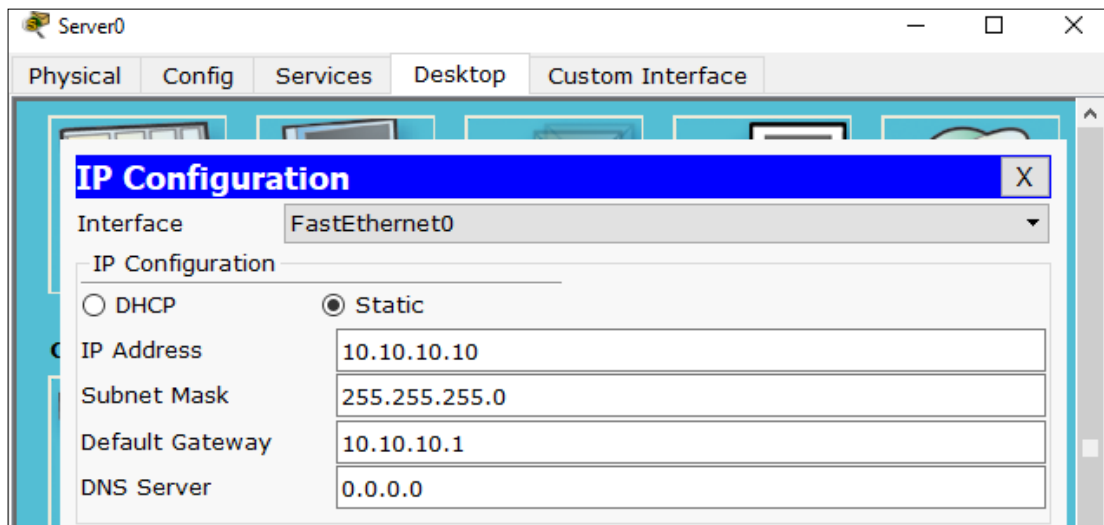 Server0
Physical Config Services Desktop Custom Interface
IP Configuration X
Interface FastEthernet0
IP Configuration
DHCP Static
IP Address 10.10.10.10
Subnet Mask 255.255.255.0
Default Gateway 10.10.10.1
DNS Server 0.0.0.0